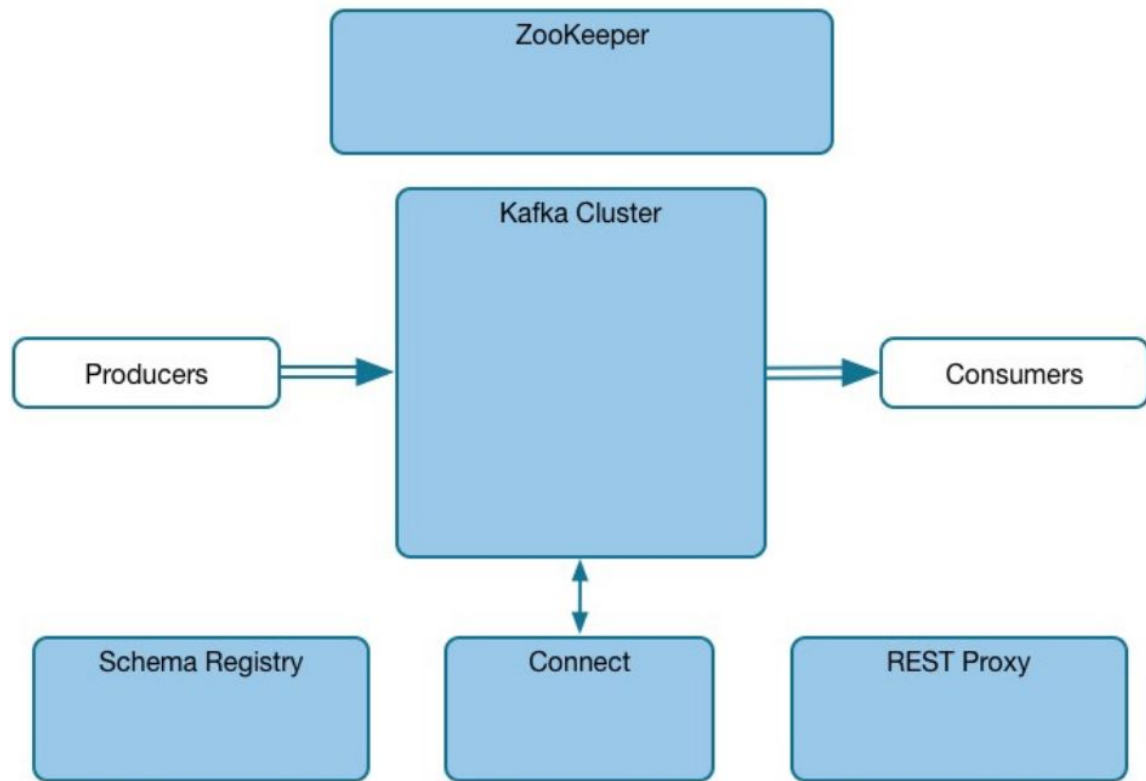 ZooKeeper
Kafka Cluster
Producers
Consumers
Schema Registry
Connect
REST Proxy